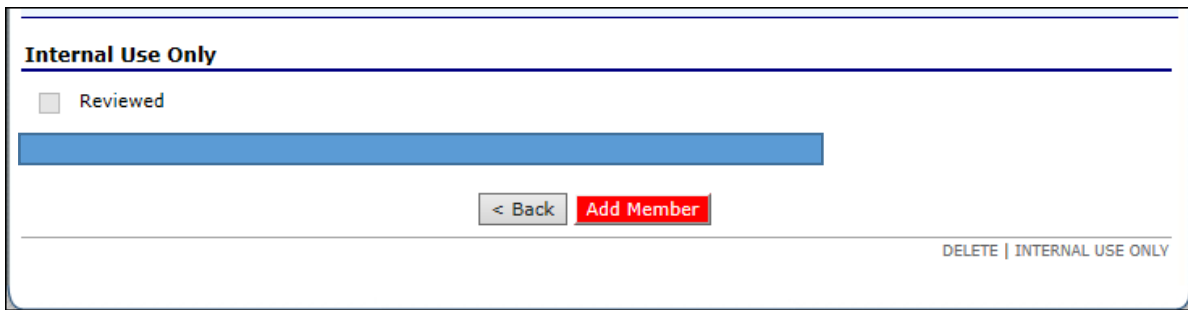 Internal Use Only
Reviewed
< Back Add Member
DELETE | INTERNAL USE ONLY